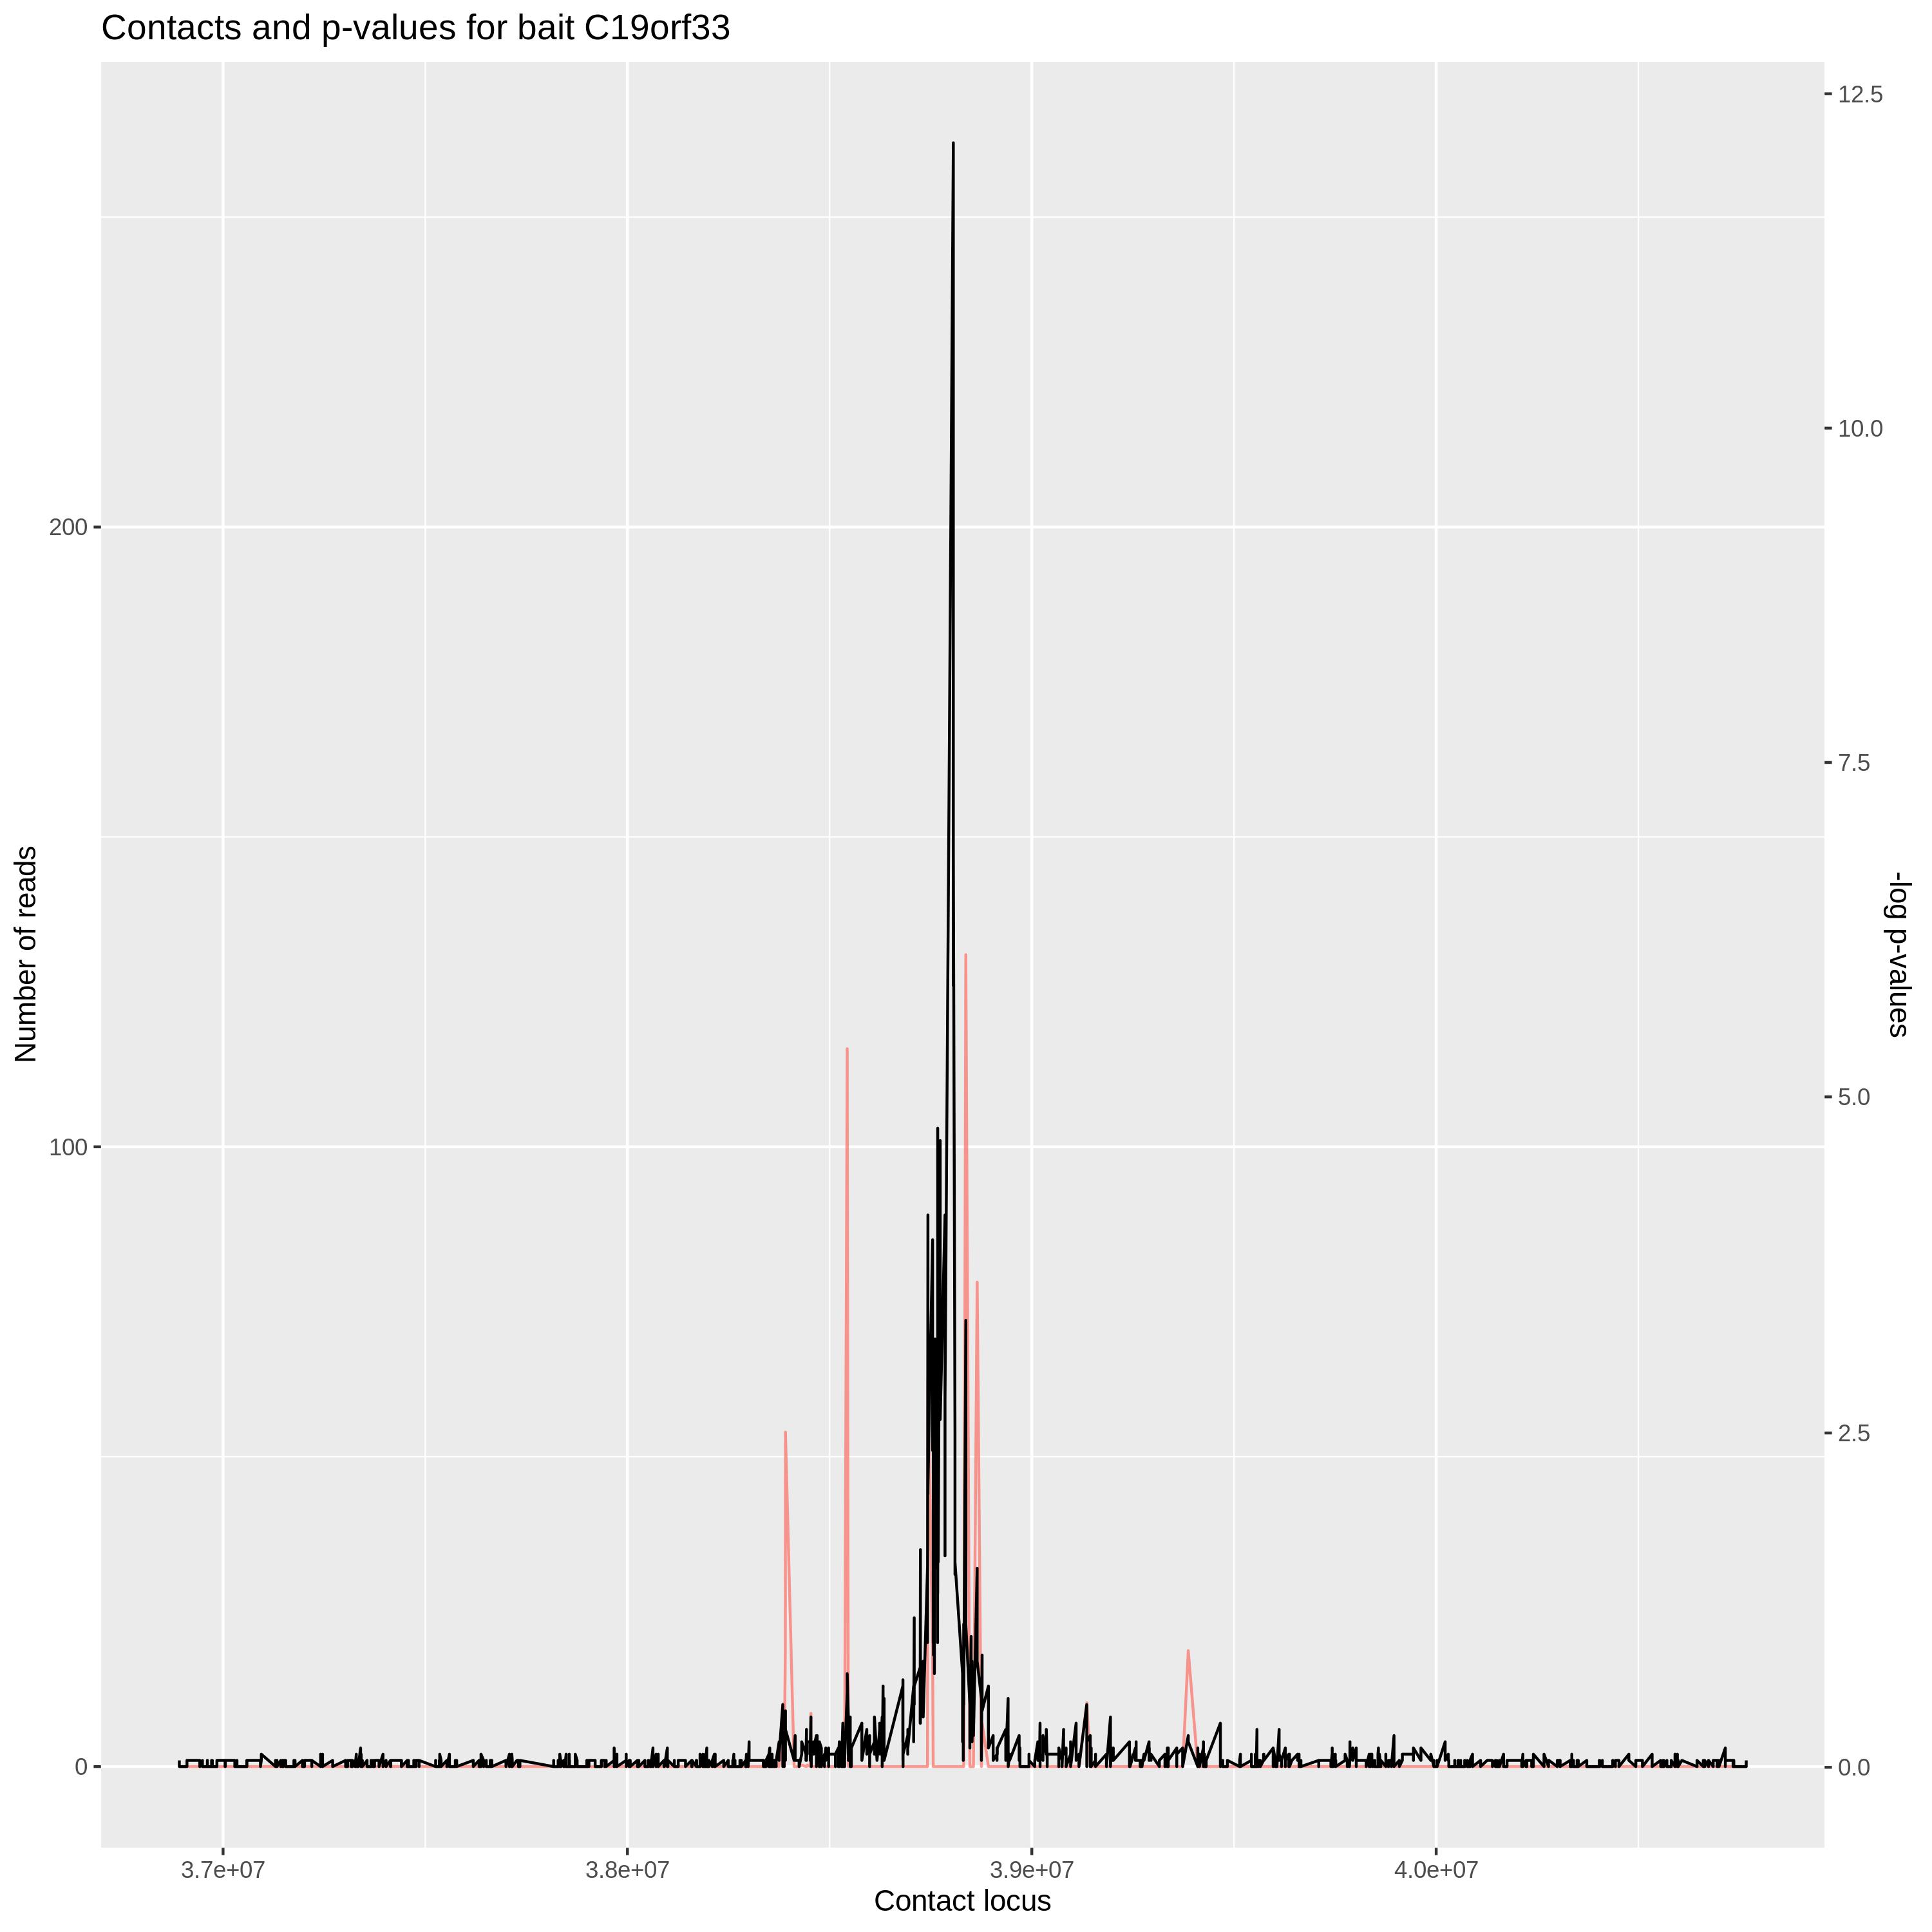 Contacts and p-values for bait C19orf33
12.5
10.0
200
7.5
Number of reads
-log p-values
5.0
100
2.5
0
0.0
3.7e+07 3.8e+07 3.9e+07 4.0e+07
Contact locus